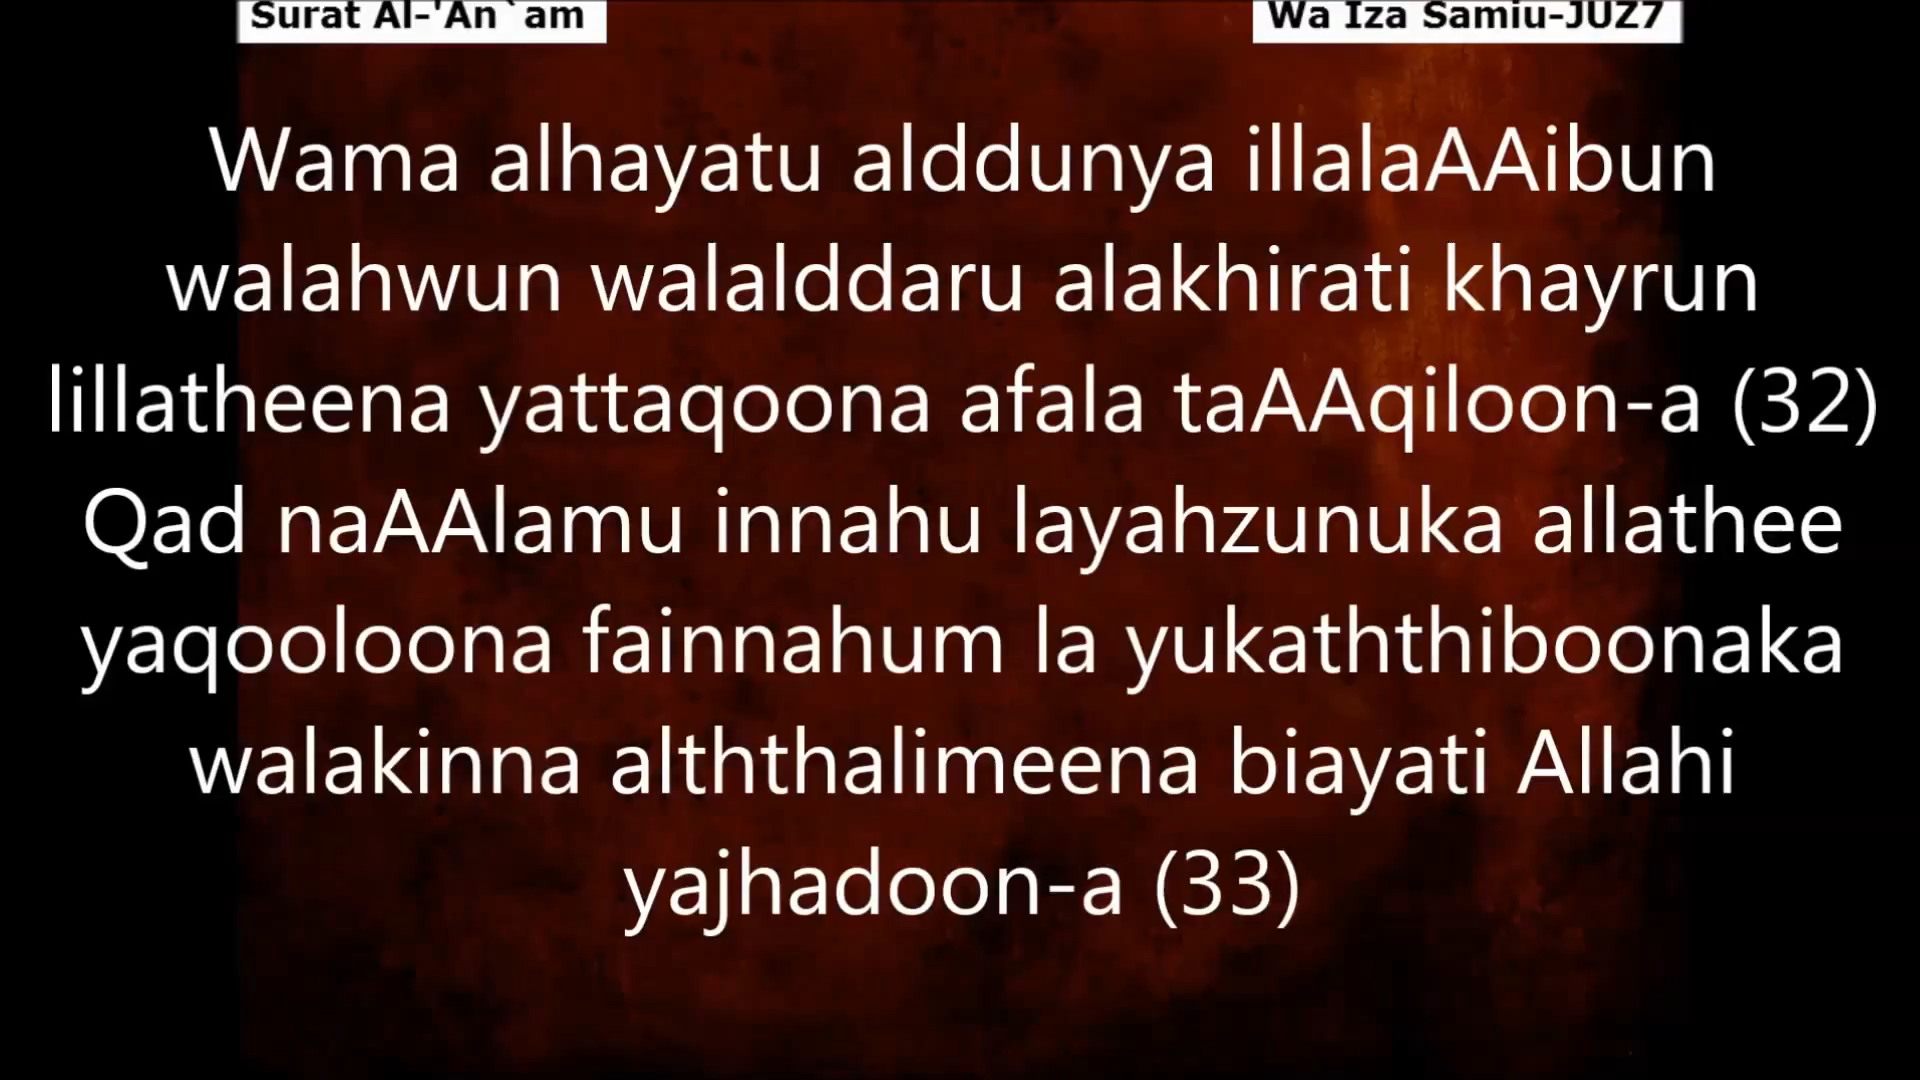 Surat Al-'An`am
Wa Iza Samiu-JUZ7
Wama alhayatu alddunya illalaAAibun
walahwun walalddaru alakhirati khayrun
lillatheena yattaqoona afala taAAqiloon-a (32)
Qad naAAlamu innahu layahzunuka allathee
yaqooloona fainnahum la yukaththiboonaka
walakinna alththalimeena biayati Allahi
yajhadoon-a (33)